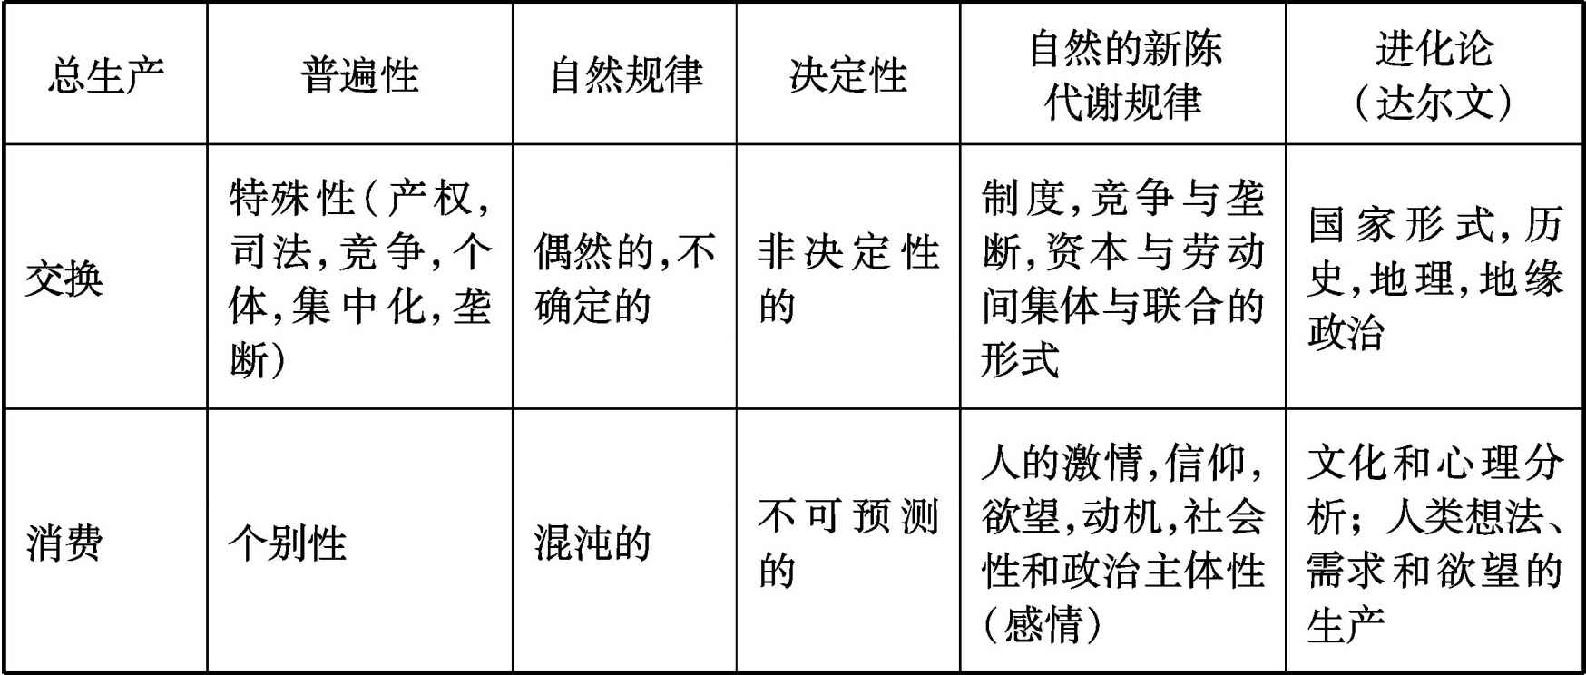 总生产
普遍性
自然规律
决定性
自然的新陈
代谢规律
进化论
(达尔文)
交换
特殊性(产权,
司法,竞争,个
体,集中化,垄
断)
偶然的,不
确定的
非决定性
的
制度,竞争与垄
断,资本与劳动
间集体与联合的
形式
国家形式,历
史,地理,地缘
政治
消费
个别性
混沌的
不可预测
的
人的激情,信仰,
欲望,动机,社会
性和政治主体性
(感情)
文化和心理分
析；人类想法、
需求和欲望的
生产